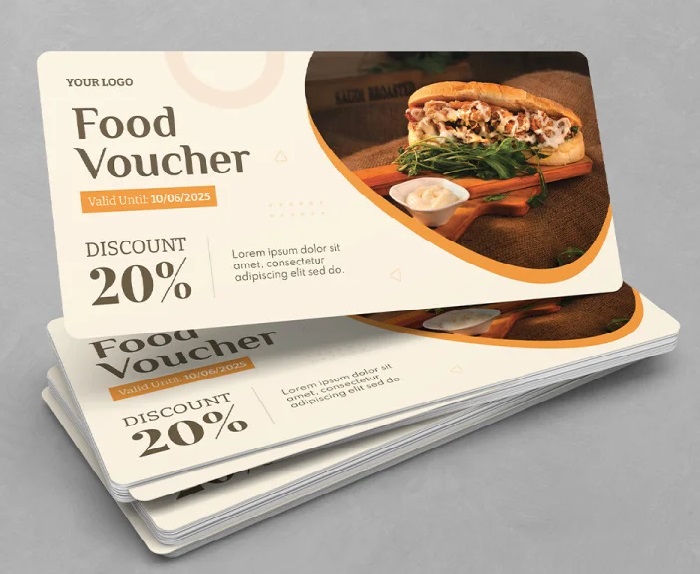 YOUR LOGO
Food
Voucher
Valid Until: 10/06/2025
DISCOUNT
20%
Lorem ipsum dolor sit
amet, consectetur
adipiscing elit sed do.
Food
Voucher
Valid Until: 10/06/2025
DISCOUNT
20%
Lorem ipsum dolor sit
amet, consectetur
adipiscing elit sed do.
20%